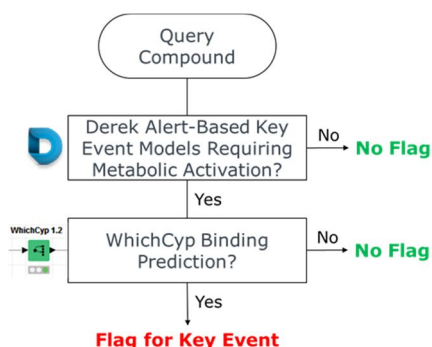 Query
Compound
Derek Alert-Based Key
Event Models Requiring
Metabolic Activation?
No
No Flag
Yes
WhichCyp 1.2
WhichCyp Binding
Prediction?
No
No Flag
Yes
Flag for Key Event